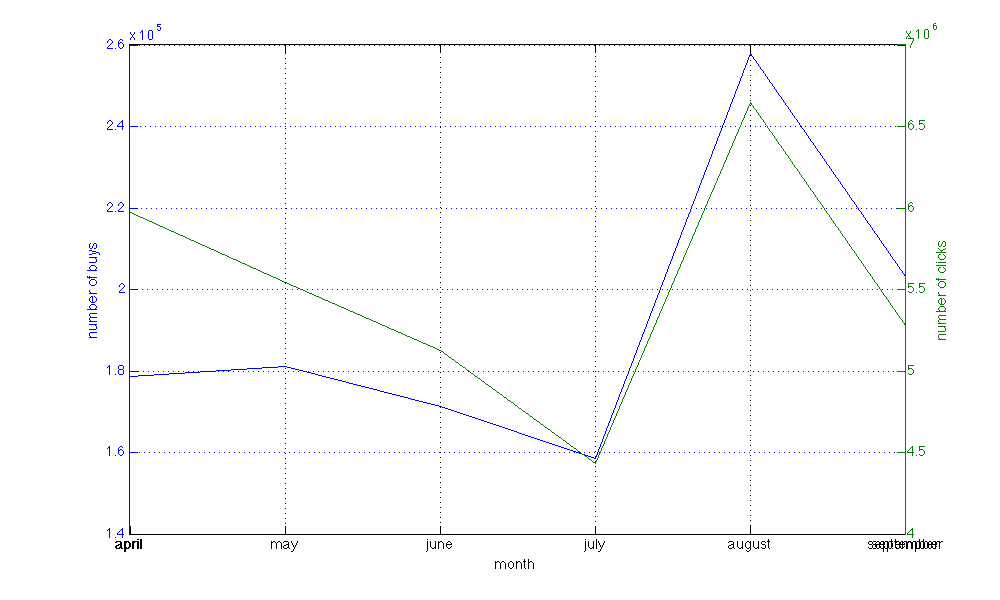 x 10^5
x 10^6
2.6
7
2.4
6.5
2.2
6
number of buys
number of clicks
2
5.5
1.8
5
1.6
4.5
1.4
4
april
may
june
july
august
september
month